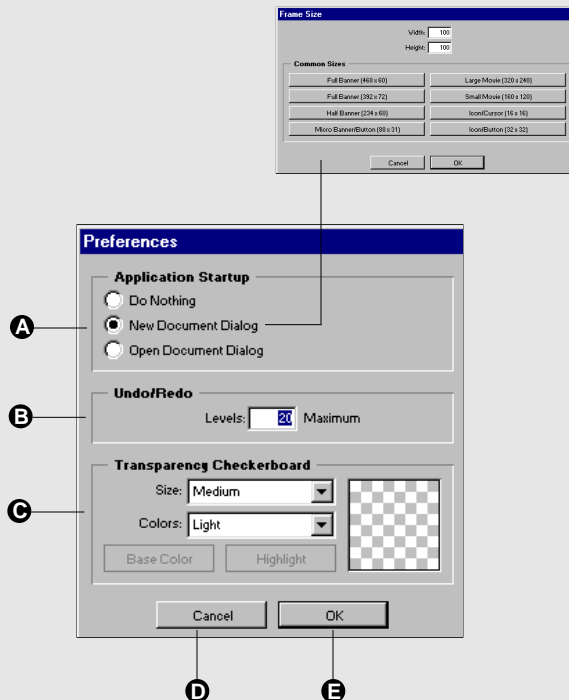 Frame Size
Width: 100
Height: 100
Common Sizes
Full Banner (468 x 60) Large Movie (320 x 240)
Full Banner (392 x 72) Small Movie (160 x 120)
Half Banner (234 x 60) Icon/Cursor (16 x 16)
Micro Banner/Button (88 x 31) Icon/Button (32 x 32)
Cancel OK
Preferences
Application Startup
Do Nothing
A New Document Dialog
Open Document Dialog
Undo/Redo
B Levels: 20 Maximum
Transparency Checkerboard
Size: Medium
C Colors: Light
Base Color Highlight
Cancel OK
D E